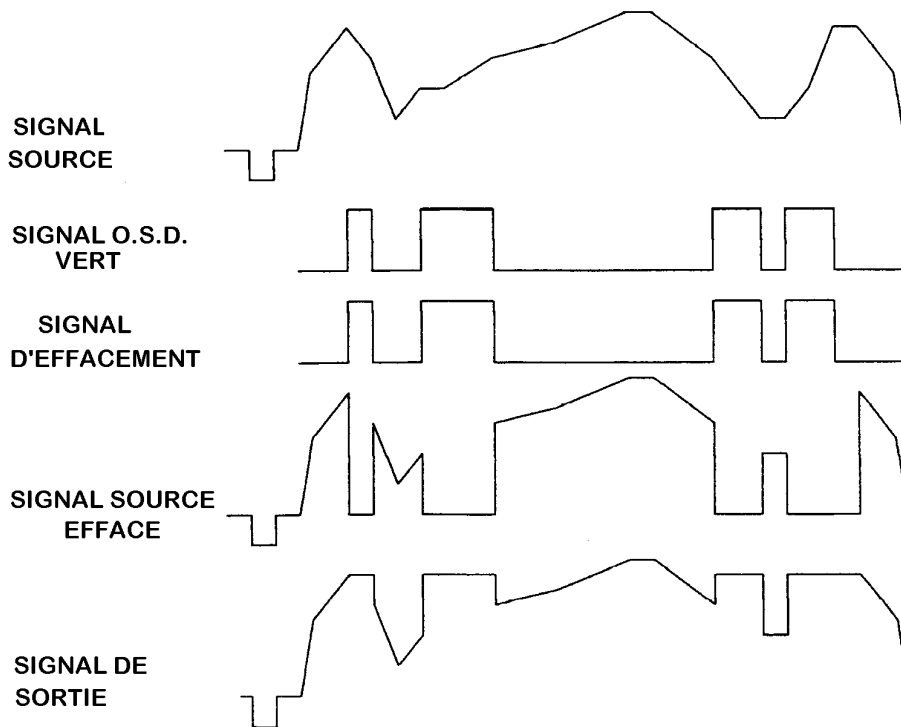 SIGNAL
SOURCE
SIGNAL O.S.D.
VERT
SIGNAL
D'EFFACEMENT
SIGNAL SOURCE
EFFACE
SIGNAL DE
SORTIE